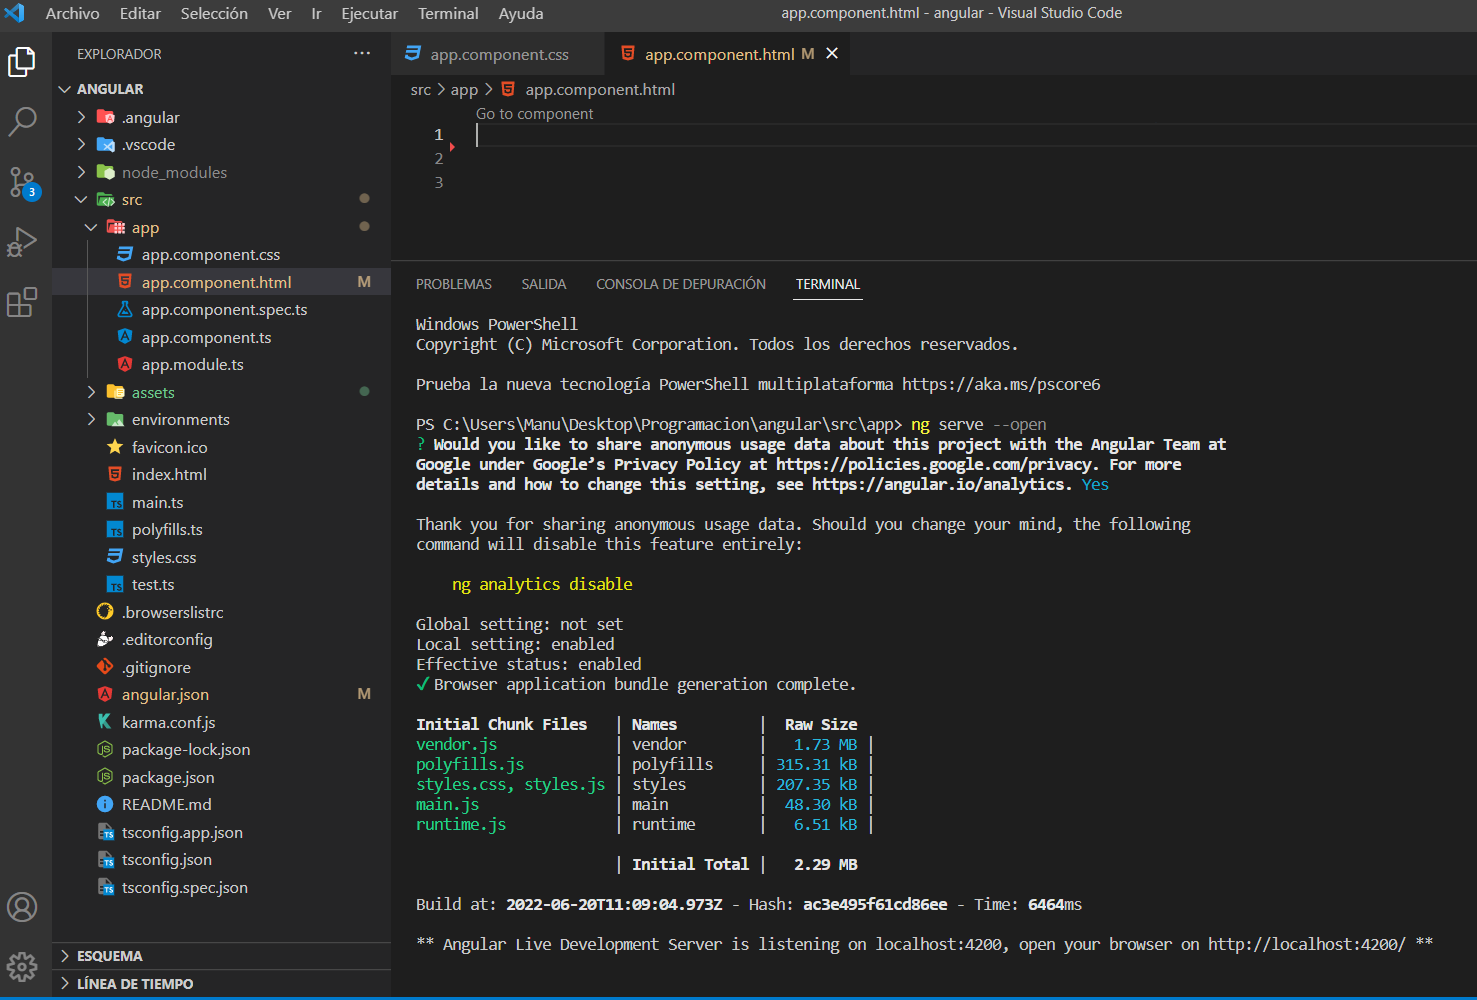 Archivo Editar Selección Ver Ir Ejecutar Terminal Ayuda app.component.html - angular - Visual Studio Code
EXPLORADOR ···
ANGULAR
.angular
.vscode
node_modules
3
src
app
app.component.css
app.component.html M
app.component.spec.ts
app.component.ts
app.module.ts
assets
environments
favicon.ico
index.html
main.ts
polyfills.ts
styles.css
test.ts
.browserslistrc
.editorconfig
.gitignore
angular.json M
karma.conf.js
package-lock.json
package.json
README.md
tsconfig.app.json
tsconfig.json
tsconfig.spec.json
ESQUEMA
LÍNEA DE TIEMPO
app.component.css app.component.html M
src > app > app.component.html
Go to component
1
2
3
PROBLEMAS SALIDA CONSOLA DE DEPURACIÓN TERMINAL
Windows PowerShell
Copyright (C) Microsoft Corporation. Todos los derechos reservados.
Prueba la nueva tecnología PowerShell multiplataforma https://aka.ms/pscore6
PS C:\Users\Manu\Desktop\Programacion\angular\src\app> ng serve --open
? Would you like to share anonymous usage data about this project with the Angular Team at
Google under Google’s Privacy Policy at https://policies.google.com/privacy. For more
details and how to change this setting, see https://angular.io/analytics. Yes
Thank you for sharing anonymous usage data. Should you change your mind, the following
command will disable this feature entirely:
ng analytics disable
Global setting: not set
Local setting: enabled
Effective status: enabled
✓ Browser application bundle generation complete.
Initial Chunk Files | Names | Raw Size
vendor.js | vendor | 1.73 MB |
polyfills.js | polyfills | 315.31 kB |
styles.css, styles.js | styles | 207.35 kB |
main.js | main | 48.30 kB |
runtime.js | runtime | 6.51 kB |
| Initial Total | 2.29 MB
Build at: 2022-06-20T11:09:04.973Z - Hash: ac3e495f61cd86ee - Time: 6464ms
** Angular Live Development Server is listening on localhost:4200, open your browser on http://localhost:4200/ **